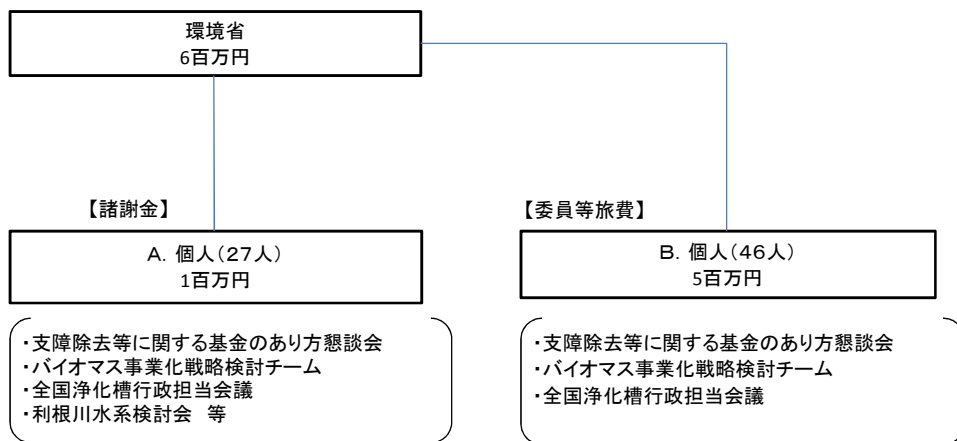 環境省
6百万円
【諸謝金】
A．個人（27人）
1百万円
・支障除去等に関する基金のあり方懇談会
・バイオマス事業化戦略検討チーム
・全国浄化槽行政担当会議
・利根川水系検討会　等
【委員等旅費】
B．個人（46人）
5百万円
・支障除去等に関する基金のあり方懇談会
・バイオマス事業化戦略検討チーム
・全国浄化槽行政担当会議